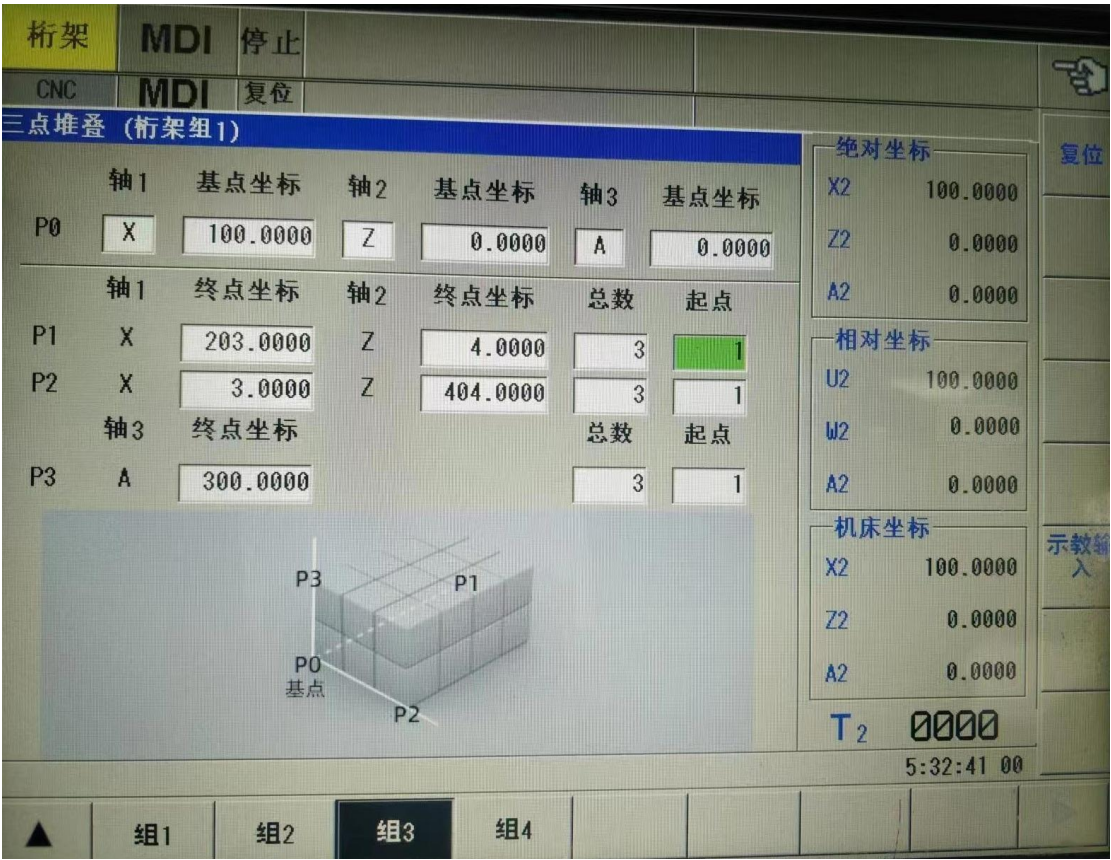 桁架 MDI 停止
CNC MDI 复位
三点堆叠 (桁架组1)
轴1 基点坐标 轴2 基点坐标 轴3 基点坐标
P0 X 100.0000 Z 0.0000 A 0.0000
轴1 终点坐标 轴2 终点坐标 总数 起点
P1 X 203.0000 Z 4.0000 3 1
P2 X 3.0000 Z 404.0000 3 1
轴3 终点坐标 总数 起点
P3 A 300.0000 3 1
P3 P1
P0
基点
P2
绝对坐标
X2 100.0000
Z2 0.0000
A2 0.0000
相对坐标
U2 100.0000
W2 0.0000
A2 0.0000
机床坐标
X2 100.0000
Z2 0.0000
A2 0.0000
T2 0000
5:32:41 00
复位
示教输
入
▲ 组1 组2 组3 组4